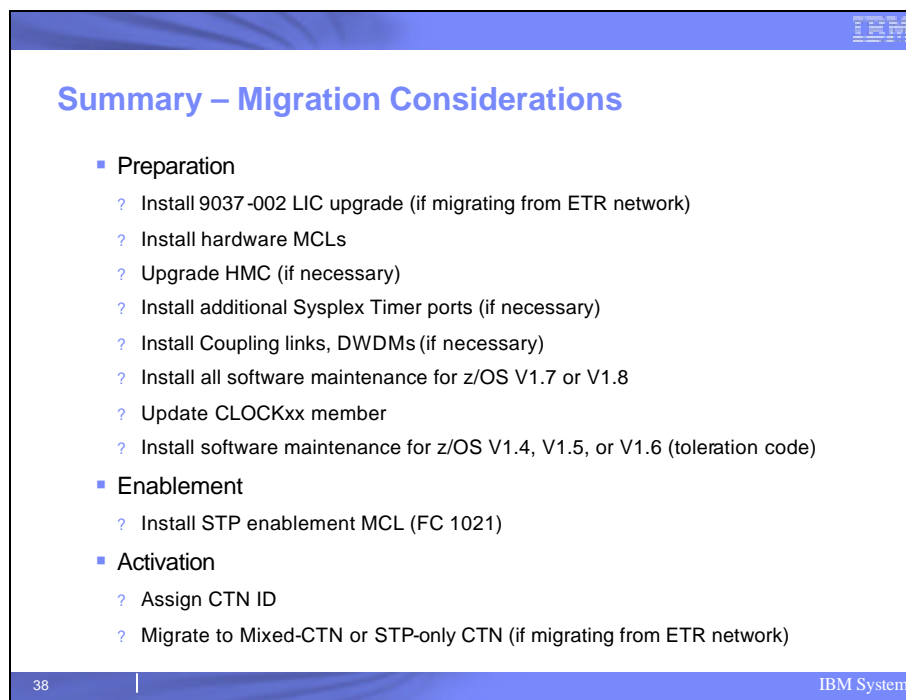 IBM
Summary – Migration Considerations
▪ Preparation
? Install 9037-002 LIC upgrade (if migrating from ETR network)
? Install hardware MCLs
? Upgrade HMC (if necessary)
? Install additional Sysplex Timer ports (if necessary)
? Install Coupling links, DWDMs (if necessary)
? Install all software maintenance for z/OS V1.7 or V1.8
? Update CLOCKxx member
? Install software maintenance for z/OS V1.4, V1.5, or V1.6 (toleration code)
▪ Enablement
? Install STP enablement MCL (FC 1021)
▪ Activation
? Assign CTN ID
? Migrate to Mixed-CTN or STP-only CTN (if migrating from ETR network)
38
IBM System